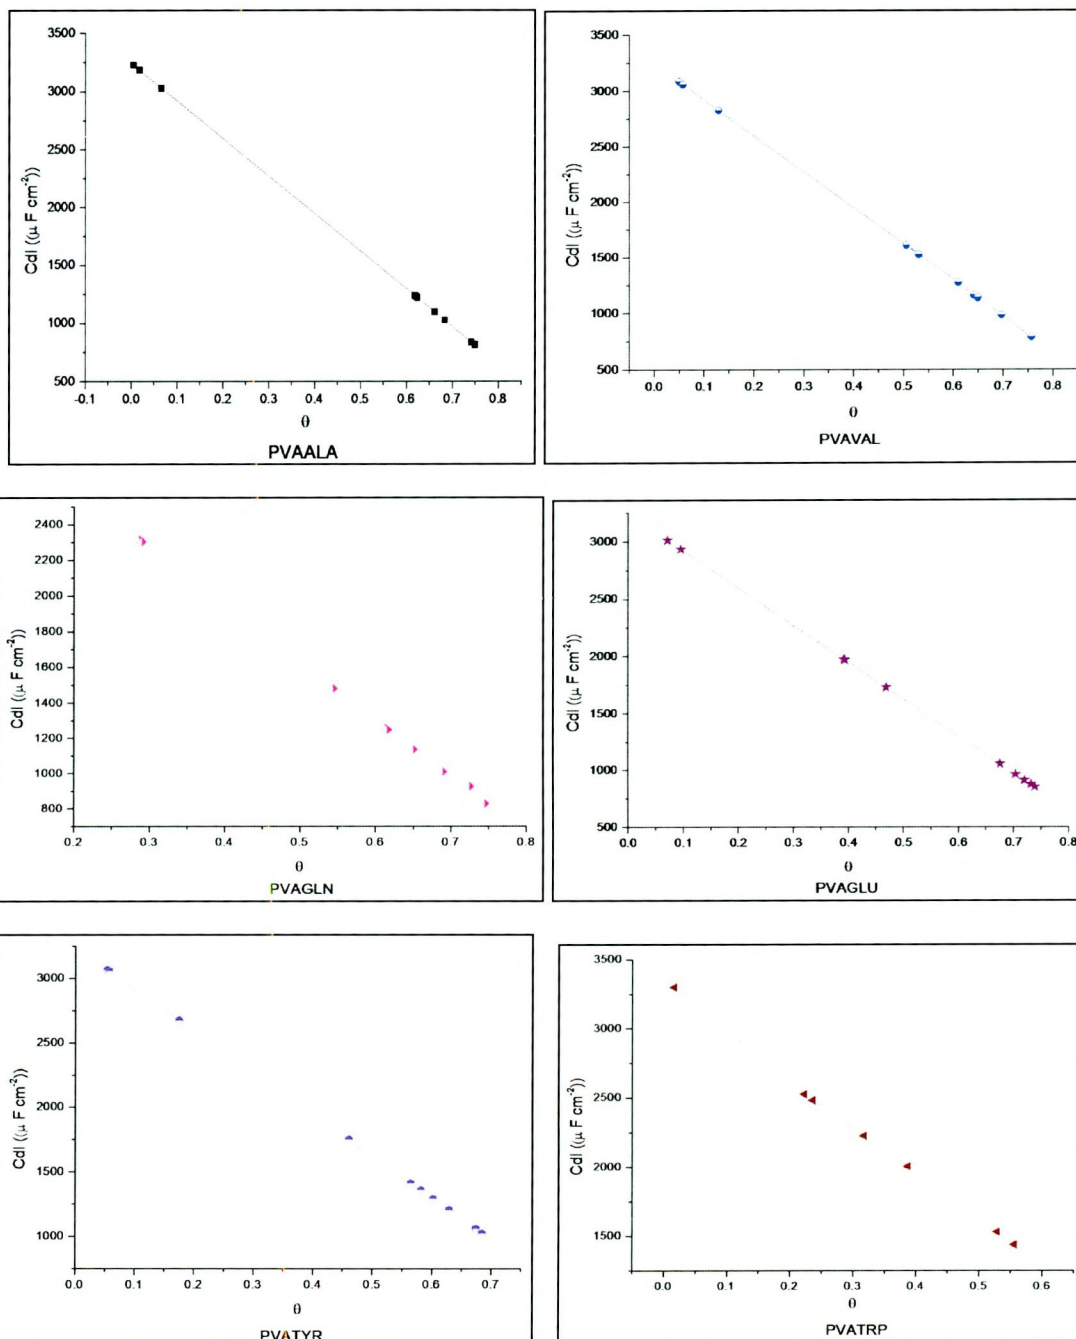 3500
3000
2500
2000
1500
1000
500
Cdl ((μ F cm-2))
-0.1 0.0 0.1 0.2 0.3 0.4 0.5 0.6 0.7 0.8
θ
PVAALA
3500
3000
2500
2000
1500
1000
500
Cdl ((μ F cm-2))
0.0 0.1 0.2 0.3 0.4 0.5 0.6 0.7 0.8
θ
PVAVAL
2400
2200
2000
1800
1600
1400
1200
1000
800
Cdl ((μ F cm-2))
0.2 0.3 0.4 0.5 0.6 0.7 0.8
θ
PVAGLN
3000
2500
2000
1500
1000
500
Cdl ((μ F cm-2))
0.0 0.1 0.2 0.3 0.4 0.5 0.6 0.7 0.8
θ
PVAGLU
3000
2500
2000
1500
1000
Cdl ((μ F cm-2))
0.0 0.1 0.2 0.3 0.4 0.5 0.6 0.7
θ
PVATYR
3500
3000
2500
2000
1500
Cdl ((μ F cm-2))
0.0 0.1 0.2 0.3 0.4 0.5 0.6
θ
PVATRP